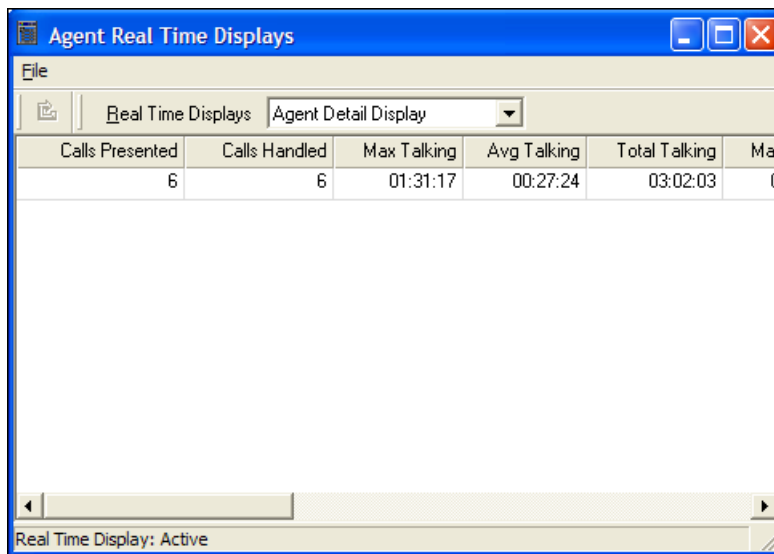 Agent Real Time Displays
File
Real Time Displays Agent Detail Display
Calls Presented Calls Handled Max Talking Avg Talking Total Talking
6 6 01:31:17 00:27:24 03:02:03
Real Time Display: Active